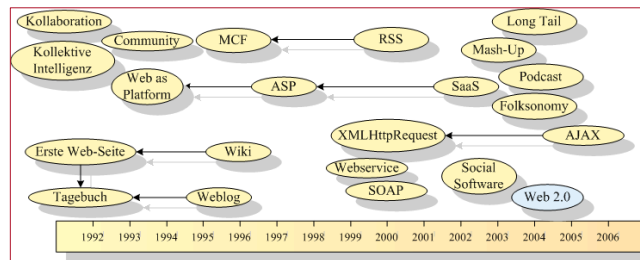 Kollaboration
Long Tail
Community
MCF
RSS
Kollektive
Intelligenz
Mash-Up
Web as
Platform
ASP
SaaS
Podcast
Folksonomy
XMLHttpRequest
AJAX
Erste Web-Seite
Wiki
Webservice
Social
Software
SOAP
Tagebuch
Weblog
Web 2.0
1992 1993 1994 1995 1996 1997 1998 1999 2000 2001 2002 2003 2004 2005 2006